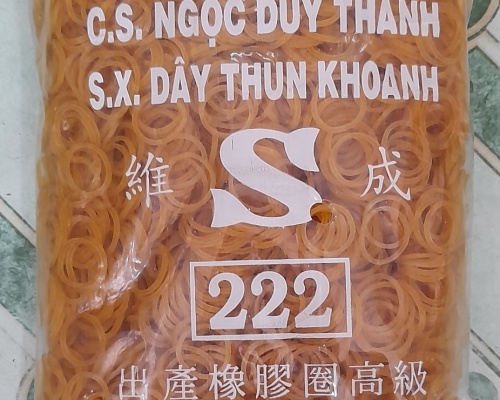 C.S. NGỌC DUY THÀNH
S.X. DÂY THUN KHOANH
維 S 成
222
出產橡膠圈高級